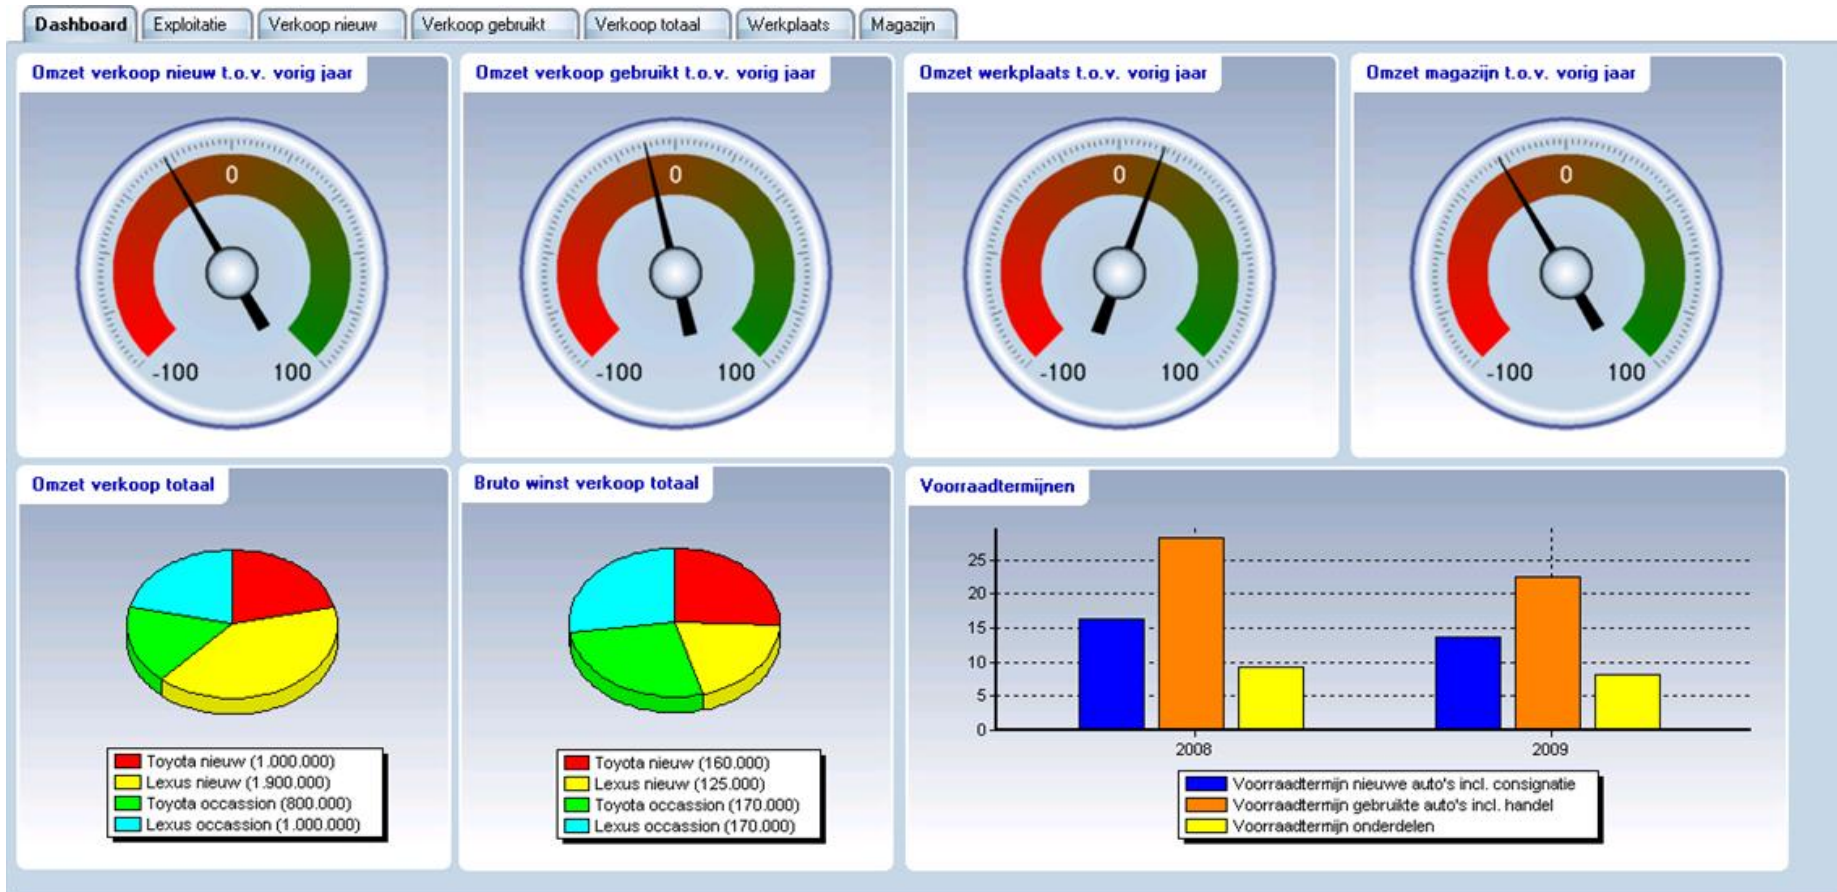 Dashboard Exploitatie Verkoop nieuw Verkoop gebruikt Verkoop totaal Werkplaats Magazijn
Omzet verkoop nieuw t.o.v. vorig jaar
0
-100 100
Omzet verkoop gebruikt t.o.v. vorig jaar
0
-100 100
Omzet werkplaats t.o.v. vorig jaar
0
-100 100
Omzet magazijn t.o.v. vorig jaar
0
-100 100
Omzet verkoop totaal
Toyota nieuw (1.000.000)
Lexus nieuw (1.900.000)
Toyota occassion (800.000)
Lexus occassion (1.000.000)
Bruto winst verkoop totaal
Toyota nieuw (160.000)
Lexus nieuw (125.000)
Toyota occassion (170.000)
Lexus occassion (170.000)
Voorraadtermijnen
25
20
15
10
5
0
2008 2009
Voorraadtermijn nieuwe auto's incl. consignatie
Voorraadtermijn gebruikte auto's incl. handel
Voorraadtermijn onderdelen